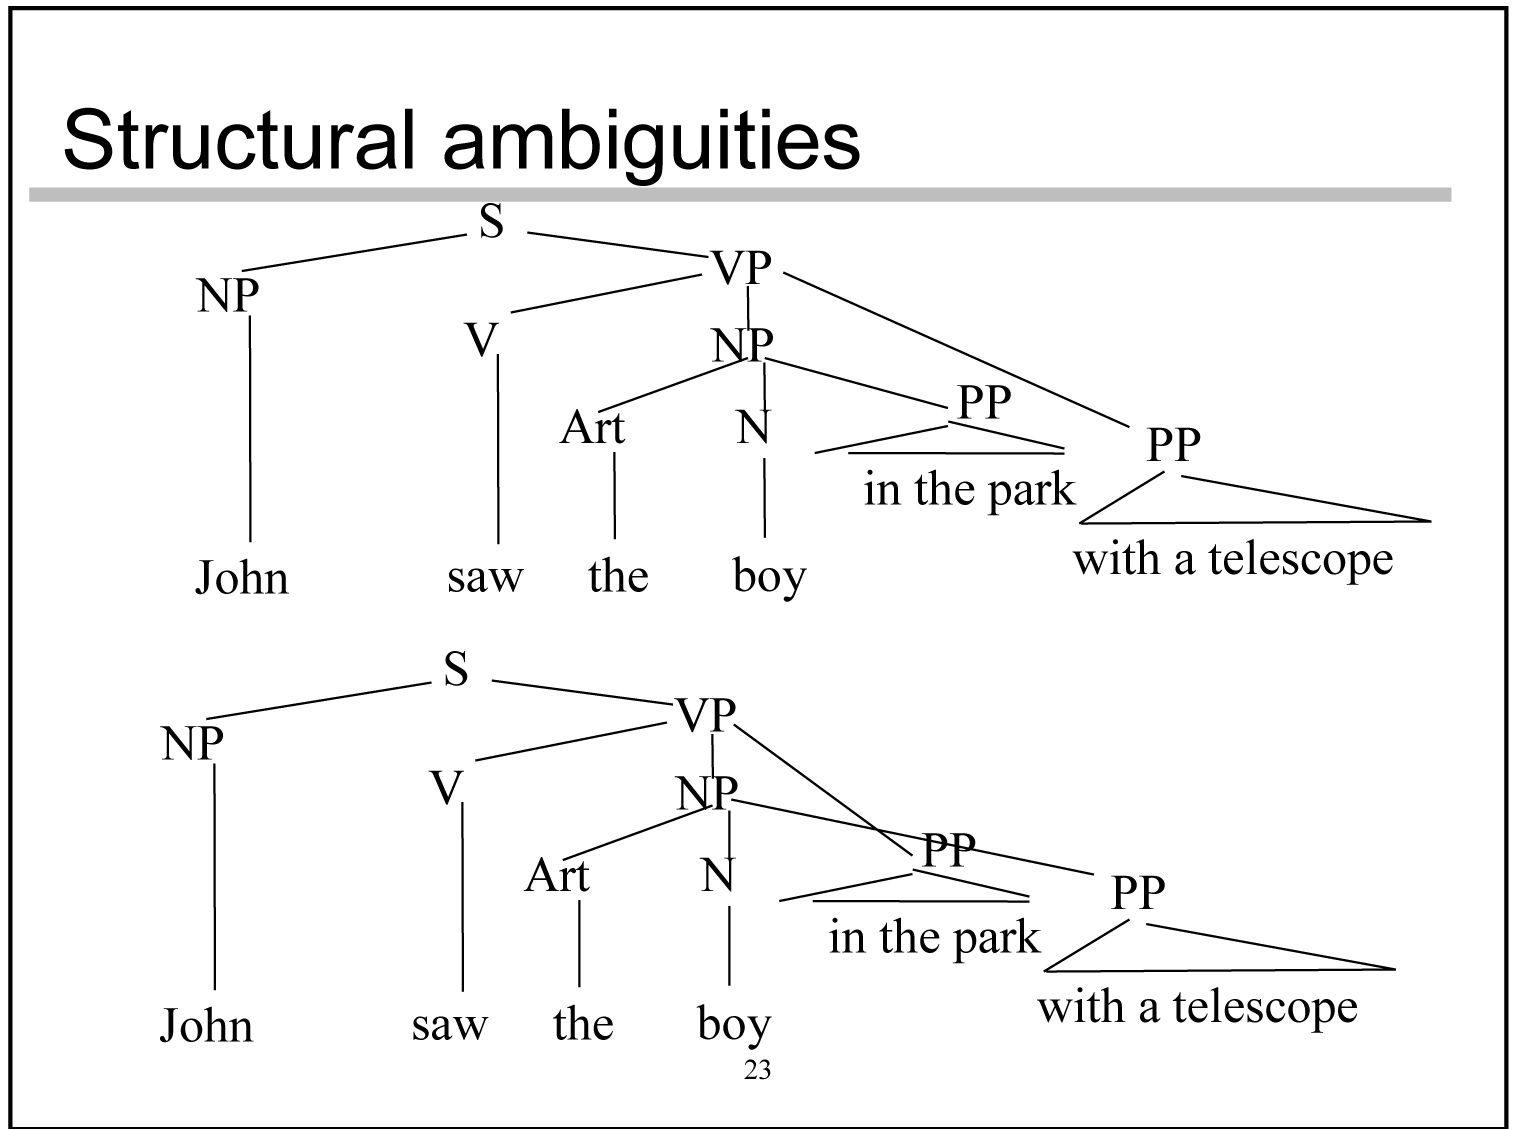 Structural ambiguities
S
NP VP
V NP
Art N PP PP
in the park
with a telescope
John saw the boy
S
NP VP
V NP
Art N PP PP
in the park
with a telescope
John saw the boy
23